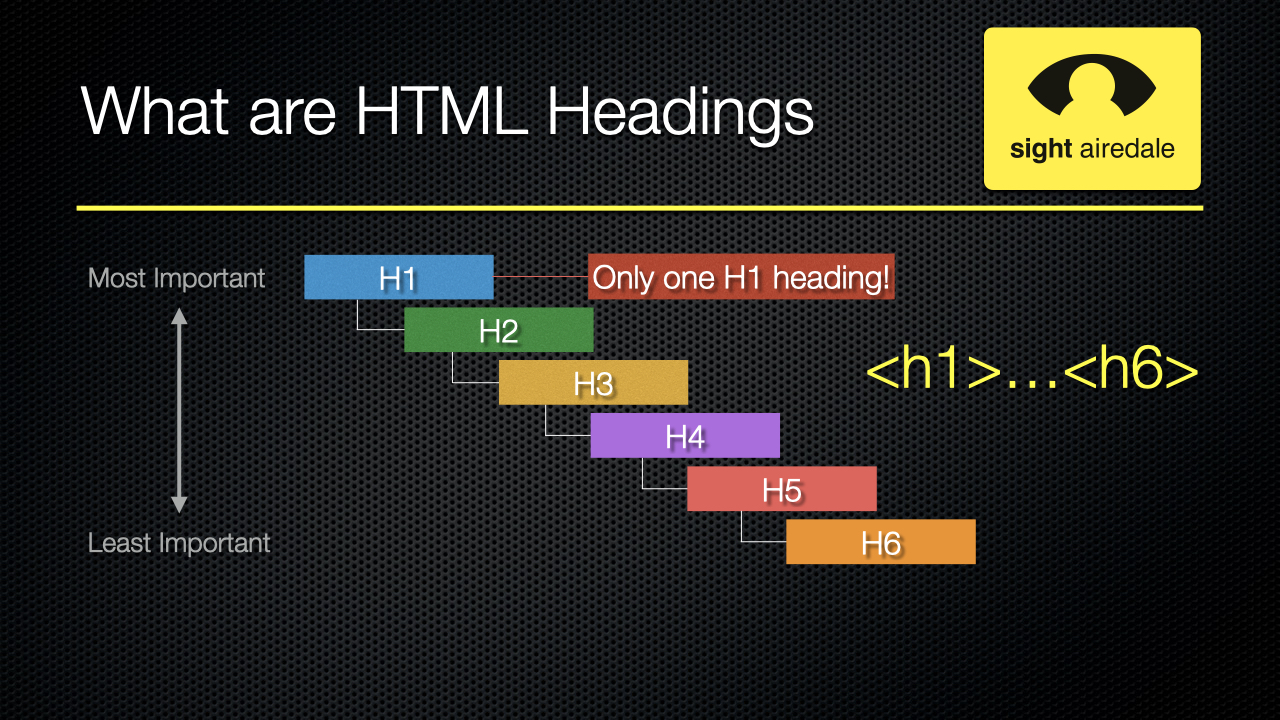 What are HTML Headings
sight airedale
Most Important
H1
Only one H1 heading!
H2
<h1>...<h6>
H3
H4
H5
Least Important
H6